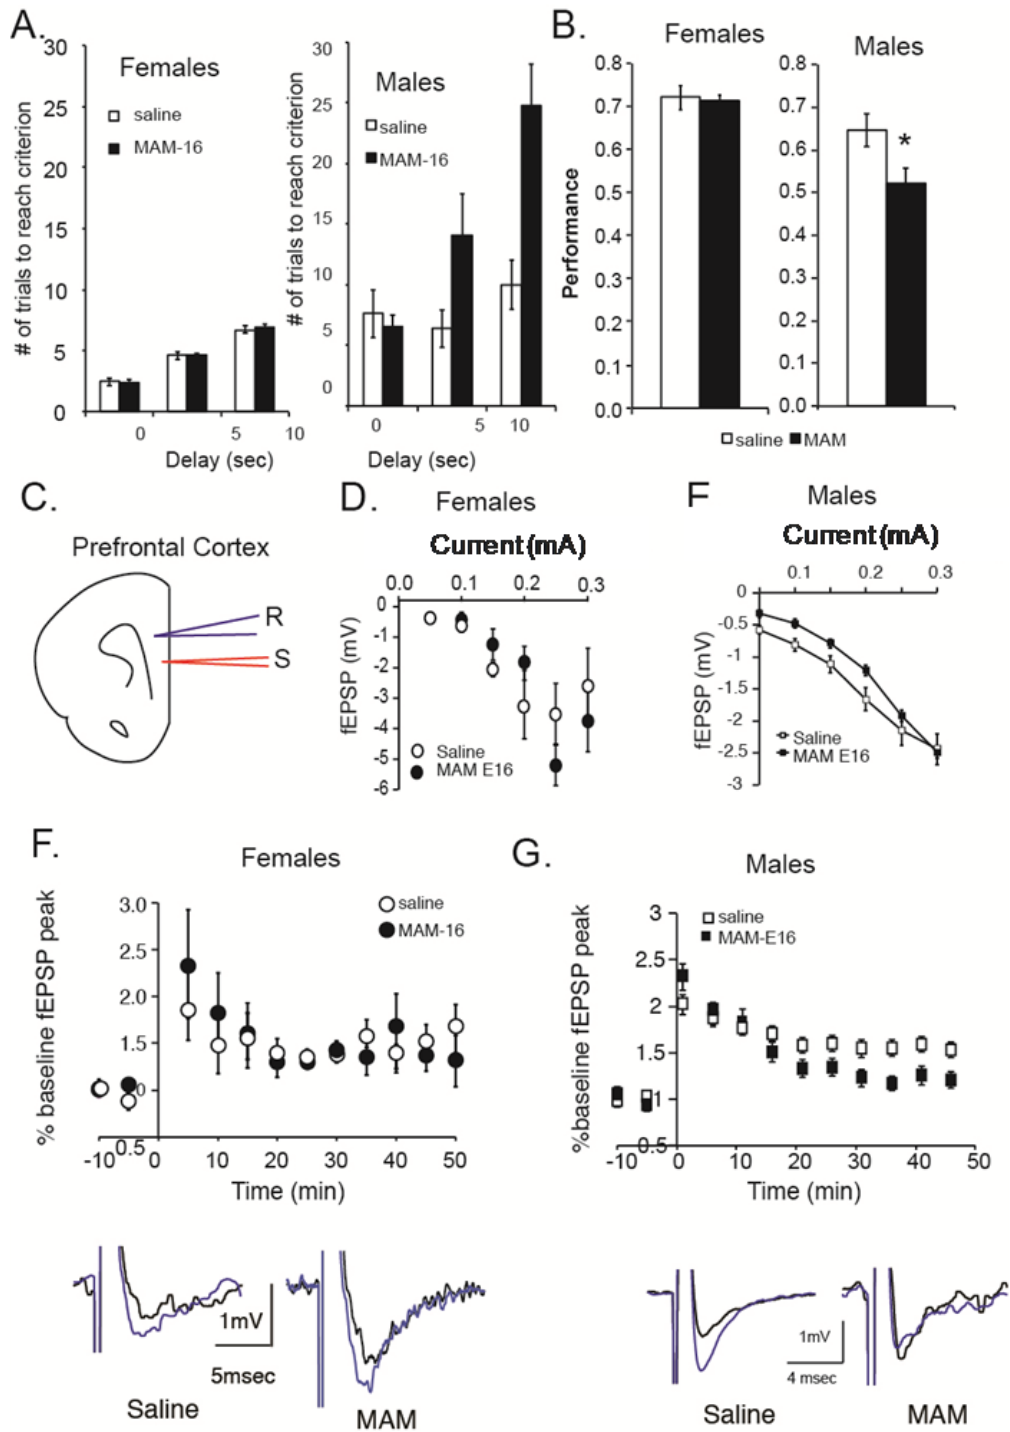 A.
B.
Females
Males
30
25
20
15
10
5
0
# of trials to reach criterion
Females
saline
MAM-16
0
5
10
Delay (sec)
30
25
20
15
10
5
0
# of trials to reach criterion
Males
saline
MAM-16
0
5
10
Delay (sec)
Performance
0.8
0.7
0.6
0.5
0.4
0.3
0.2
0.1
0.0
0.8
0.7
0.6
0.5
0.4
0.3
0.2
0.1
0.0
*
saline MAM
C.
Prefrontal Cortex
R
S
D.
Females
Current (mA)
0.0 0.1 0.2 0.3
0
-1
-2
-3
-4
-5
-6
fEPSP (mV)
Saline
MAM E16
F
Males
Current (mA)
0.1 0.2 0.3
0
-0.5
-1
-1.5
-2
-2.5
-3
fEPSP (mV)
Saline
MAM E16
F.
Females
% baseline fEPSP peak
3.0
2.5
2.0
1.5
.0
0.5
saline
MAM-16
-10 0 10 20 30 40 50
Time (min)
G.
Males
%baseline fEPSP peak
3
2.5
2
1.5
1
0.5
saline
MAM-E16
-10 0 10 20 30 40 50
Time (min)
1mV
5msec
Saline
MAM
1mV
4 msec
Saline
MAM